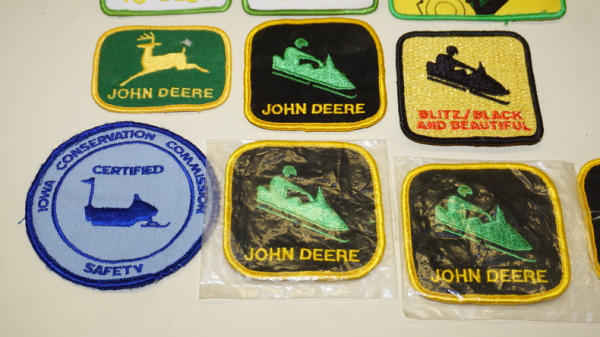 JOHN DEERE
JOHN DEERE
BLITZ/BLACK
AND BEAUTIFUL
IOWA CONSERVATION COMMISSION
CERTIFIED
SAFETY
JOHN DEERE
JOHN DEERE